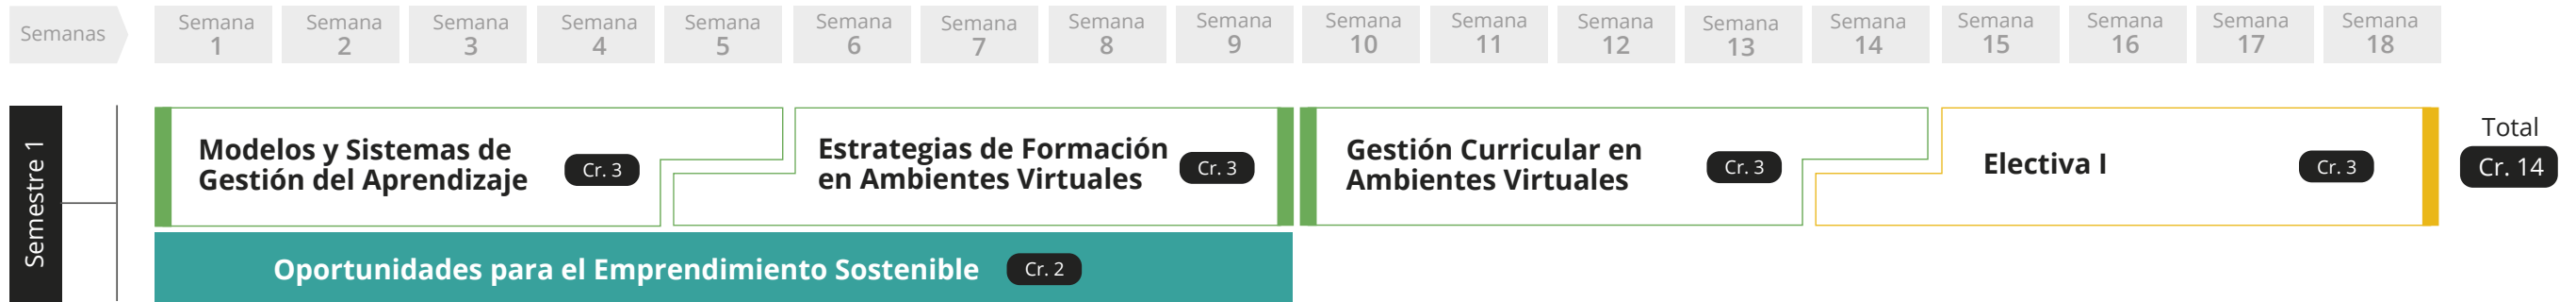 Semanas
Semana
1
Semana
2
Semana
3
Semana
4
Semana
5
Semana
6
Semana
7
Semana
8
Semana
9
Semana
10
Semana
11
Semana
12
Semana
13
Semana
14
Semana
15
Semana
16
Semana
17
Semana
18
Semestre 1
Modelos y Sistemas de
Gestión del Aprendizaje
Cr. 3
Estrategias de Formación
en Ambientes Virtuales
Cr. 3
Gestión Curricular en
Ambientes Virtuales
Cr. 3
Electiva I
Cr. 3
Total
Cr. 14
Oportunidades para el Emprendimiento Sostenible
Cr. 2